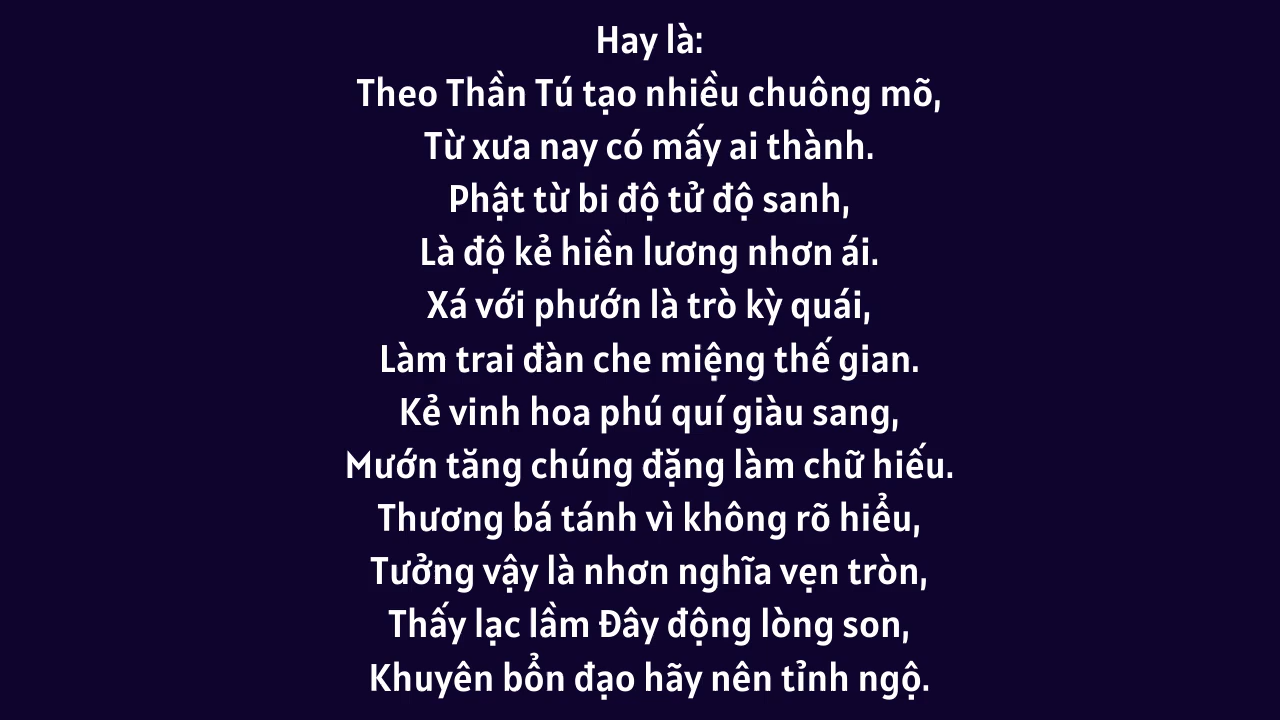 Hay là:
Theo Thần Tú tạo nhiều chuông mõ,
Từ xưa nay có mấy ai thành.
Phật từ bi độ tử độ sanh,
Là độ kẻ hiền lương nhơn ái.
Xá với phướn là trò kỳ quái,
Làm trai đàn che miệng thế gian.
Kẻ vinh hoa phú quí giàu sang,
Mướn tăng chúng đặng làm chữ hiếu.
Thương bá tánh vì không rõ hiểu,
Tưởng vậy là nhơn nghĩa vẹn tròn,
Thấy lạc lầm Đây động lòng son,
Khuyên bổn đạo hãy nên tỉnh ngộ.